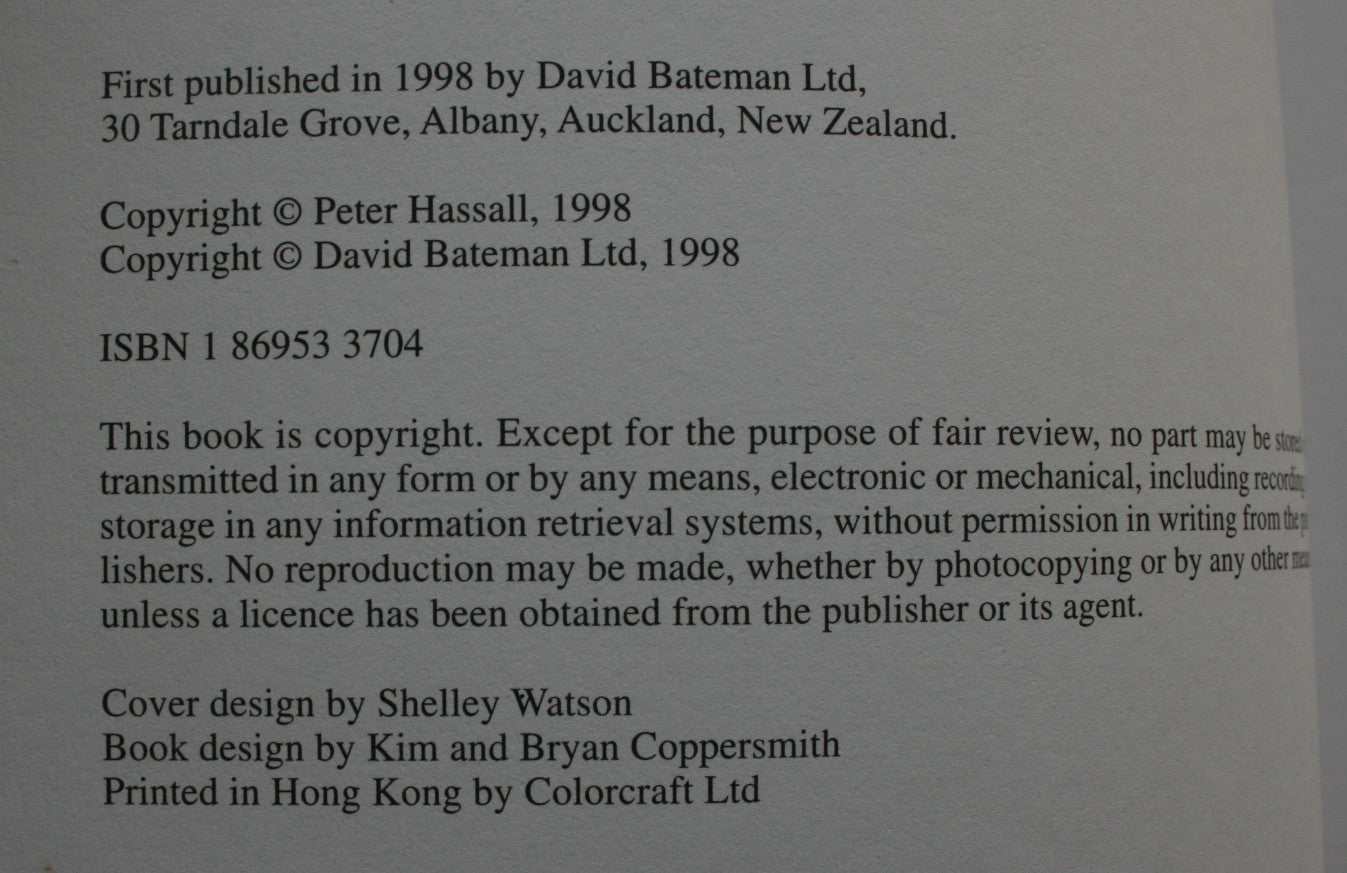 First published in 1998 by David Bateman Ltd,
30 Tarndale Grove, Albany, Auckland, New Zealand.
Copyright © Peter Hassall, 1998
Copyright © David Bateman Ltd, 1998
ISBN 1 86953 3704
This book is copyright. Except for the purpose of fair review, no part may be
transmitted in any form or by any means, electronic or mechanical, including recording
storage in any information retrieval systems, without permission in writing from the
lishers. No reproduction may be made, whether by photocopying or by any other
unless a licence has been obtained from the publisher or its agent.
Cover design by Shelley Watson
Book design by Kim and Bryan Coppersmith
Printed in Hong Kong by Colorcraft Ltd